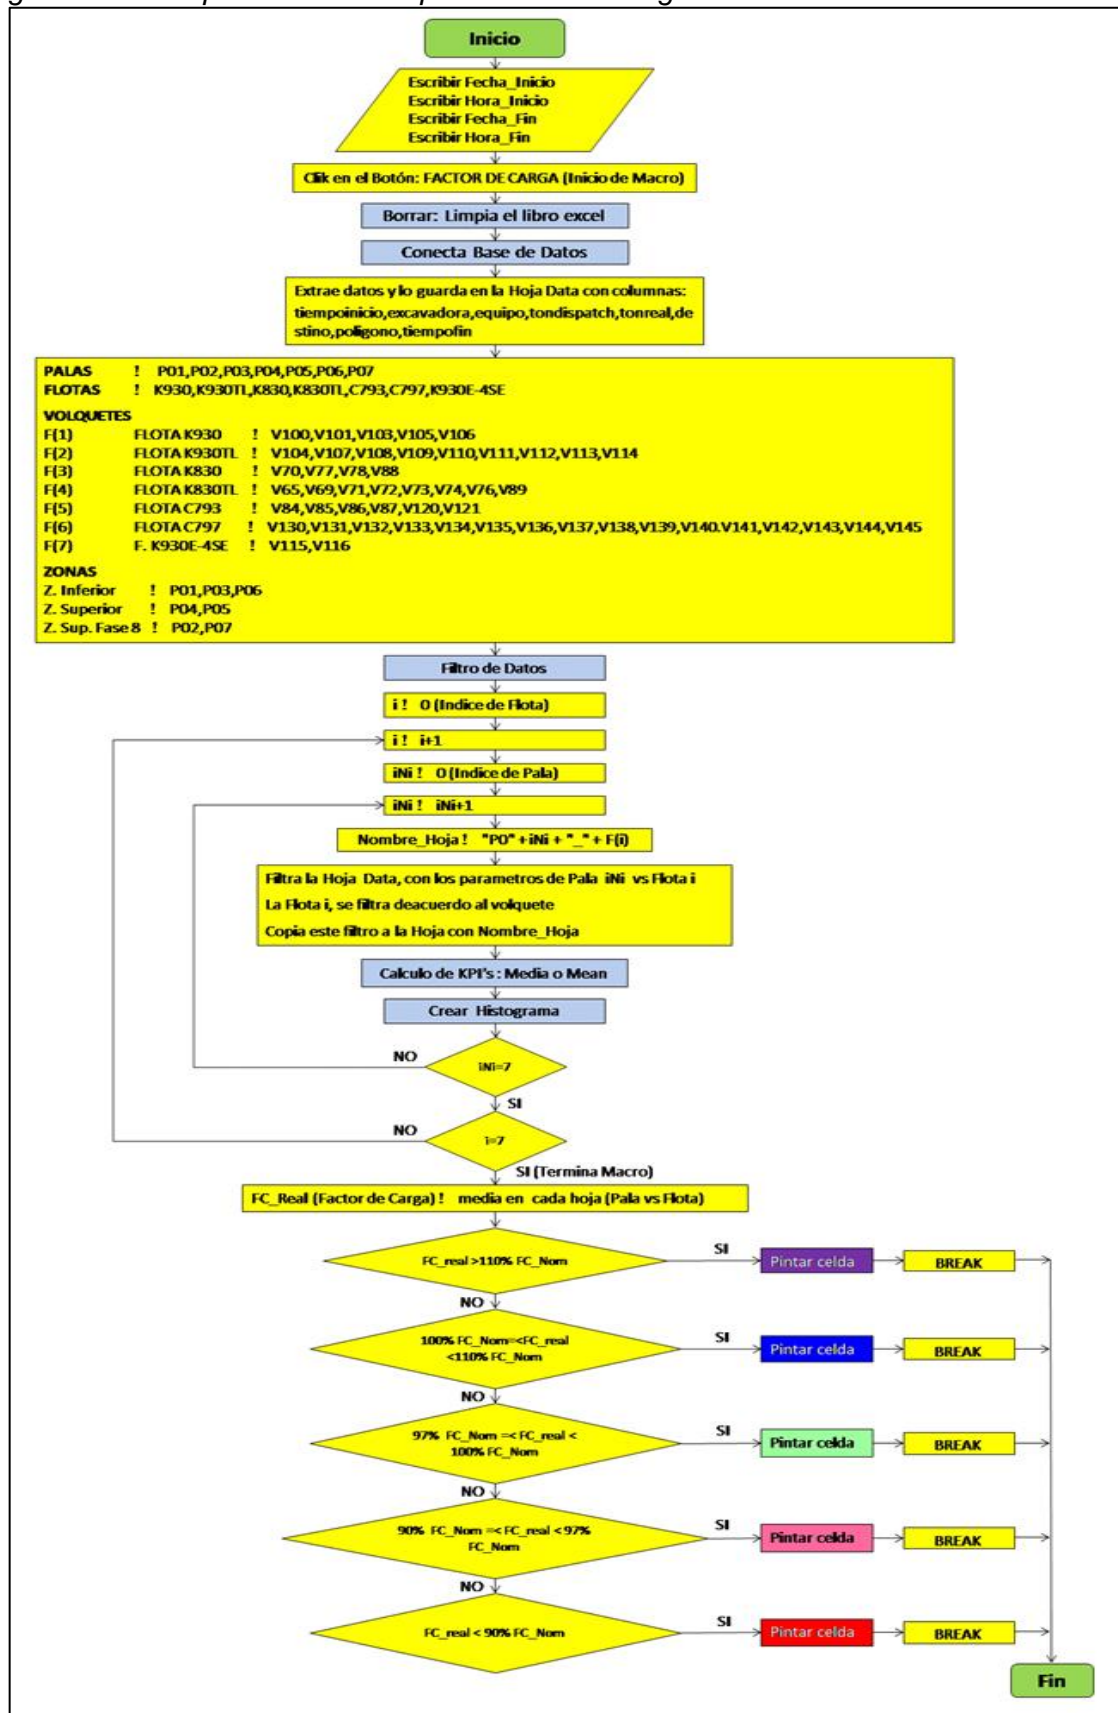 Inicio
Escribir Fecha_Inicio
Escribir Hora_Inicio
Escribir Fecha_Fin
Escribir Hora_Fin
Clik en el Botón: FACTOR DE CARGA (Inicio de Macro)
Borrar: Limpia el libro excel
Conecta Base de Datos
Extrae datos y lo guarda en la Hoja Data con columnas:
tiempoinicio,excavadora,equipo,tondispatch,tonreal,de
stino,poligono,tiempofin
PALAS ! P01,P02,P03,P04,P05,P06,P07
FLOTAS ! K930,K930TL,K830,K830TL,C793,C797,K930E-4SE
VOLQUETES
F(1) FLOTA K930 ! V100,V101,V103,V105,V106
F(2) FLOTA K930TL ! V104,V107,V108,V109,V110,V111,V112,V113,V114
F(3) FLOTA K830 ! V70,V77,V78,V88
F(4) FLOTA K830TL ! V65,V69,V71,V72,V73,V74,V76,V89
F(5) FLOTA C793 ! V84,V85,V86,V87,V120,V121
F(6) FLOTA C797 ! V130,V131,V132,V133,V134,V135,V136,V137,V138,V139,V140.V141,V142,V143,V144,V145
F(7) F. K930E-4SE ! V115,V116
ZONAS
Z. Inferior ! P01,P03,P06
Z. Superior ! P04,P05
Z. Sup. Fase 8 ! P02,P07
Filtro de Datos
i ! 0 (Indice de Flota)
i ! i+1
iNi ! 0 (Indice de Pala)
iNi ! iNi+1
Nombre_Hoja ! "P0" + iNi + "_" + F(i)
Filtra la Hoja Data, con los parametros de Pala iNi vs Flota i
La Flota i, se filtra deacuerdo al volquete
Copia este filtro a la Hoja con Nombre_Hoja
Calculo de KPI's : Media o Mean
Crear Histograma
NO
iNi=7
SI
NO
i=7
SI (Termina Macro)
FC_Real (Factor de Carga) ! media en cada hoja (Pala vs Flota)
FC_real >110% FC_Nom
SI
Pintar celda
BREAK
NO
100% FC_Nom=<FC_real
<110% FC_Nom
SI
Pintar celda
BREAK
NO
97% FC_Nom =< FC_real <
100% FC_Nom
SI
Pintar celda
BREAK
NO
90% FC_Nom =< FC_real < 97%
FC_Nom
SI
Pintar celda
BREAK
NO
FC_real < 90% FC_Nom
SI
Pintar celda
BREAK
Fin